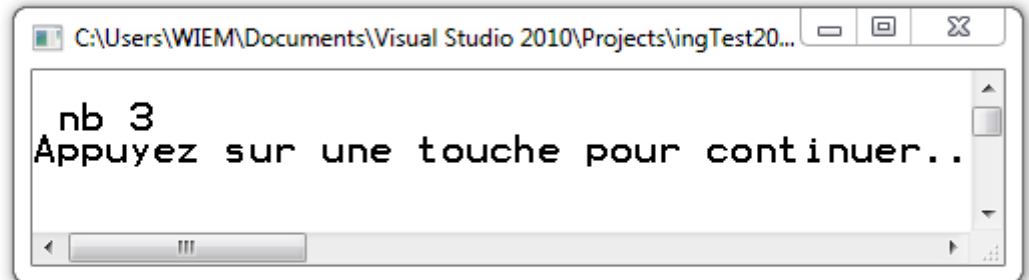 C:\Users\WIEM\Documents\Visual Studio 2010\Projects\ingTest20...
nb 3
Appuyez sur une touche pour continuer..